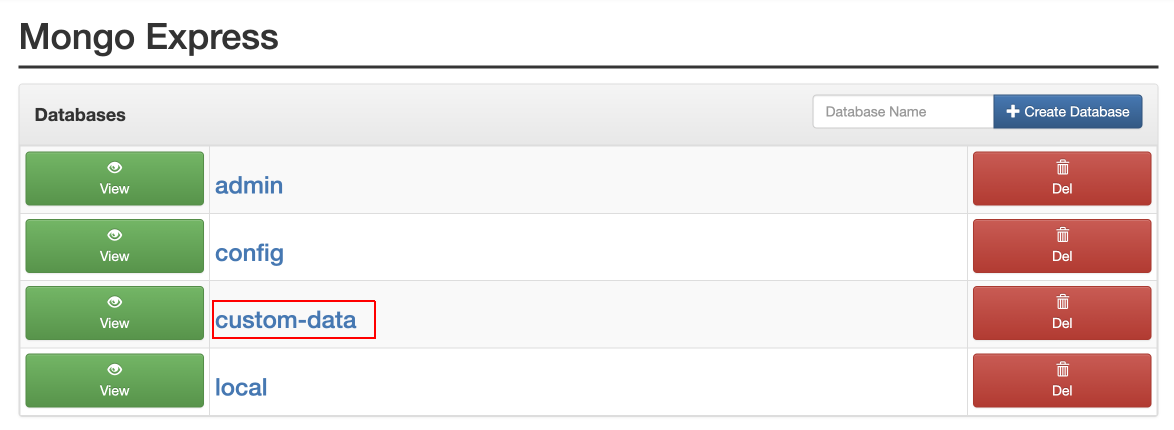 Mongo Express
Databases
Database Name
Create Database
View
admin
Del
View
config
Del
View
custom-data
Del
View
local
Del